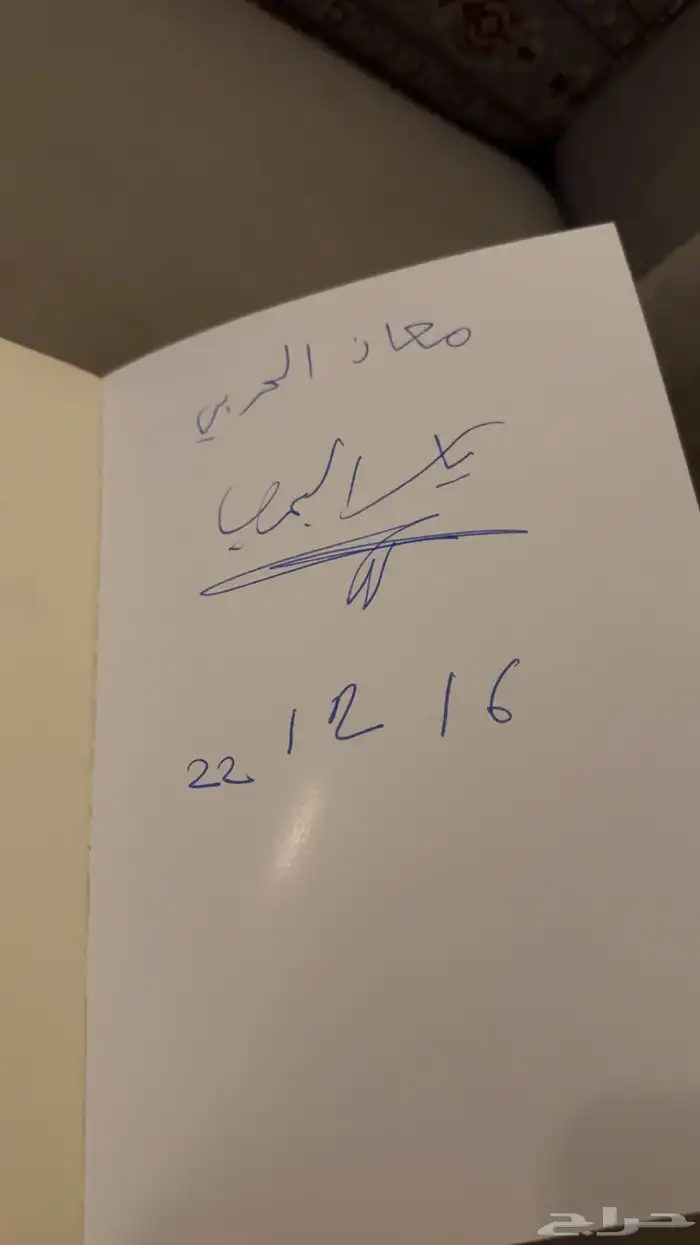 معاذ الحربي
22 / 12 / 16
حراج